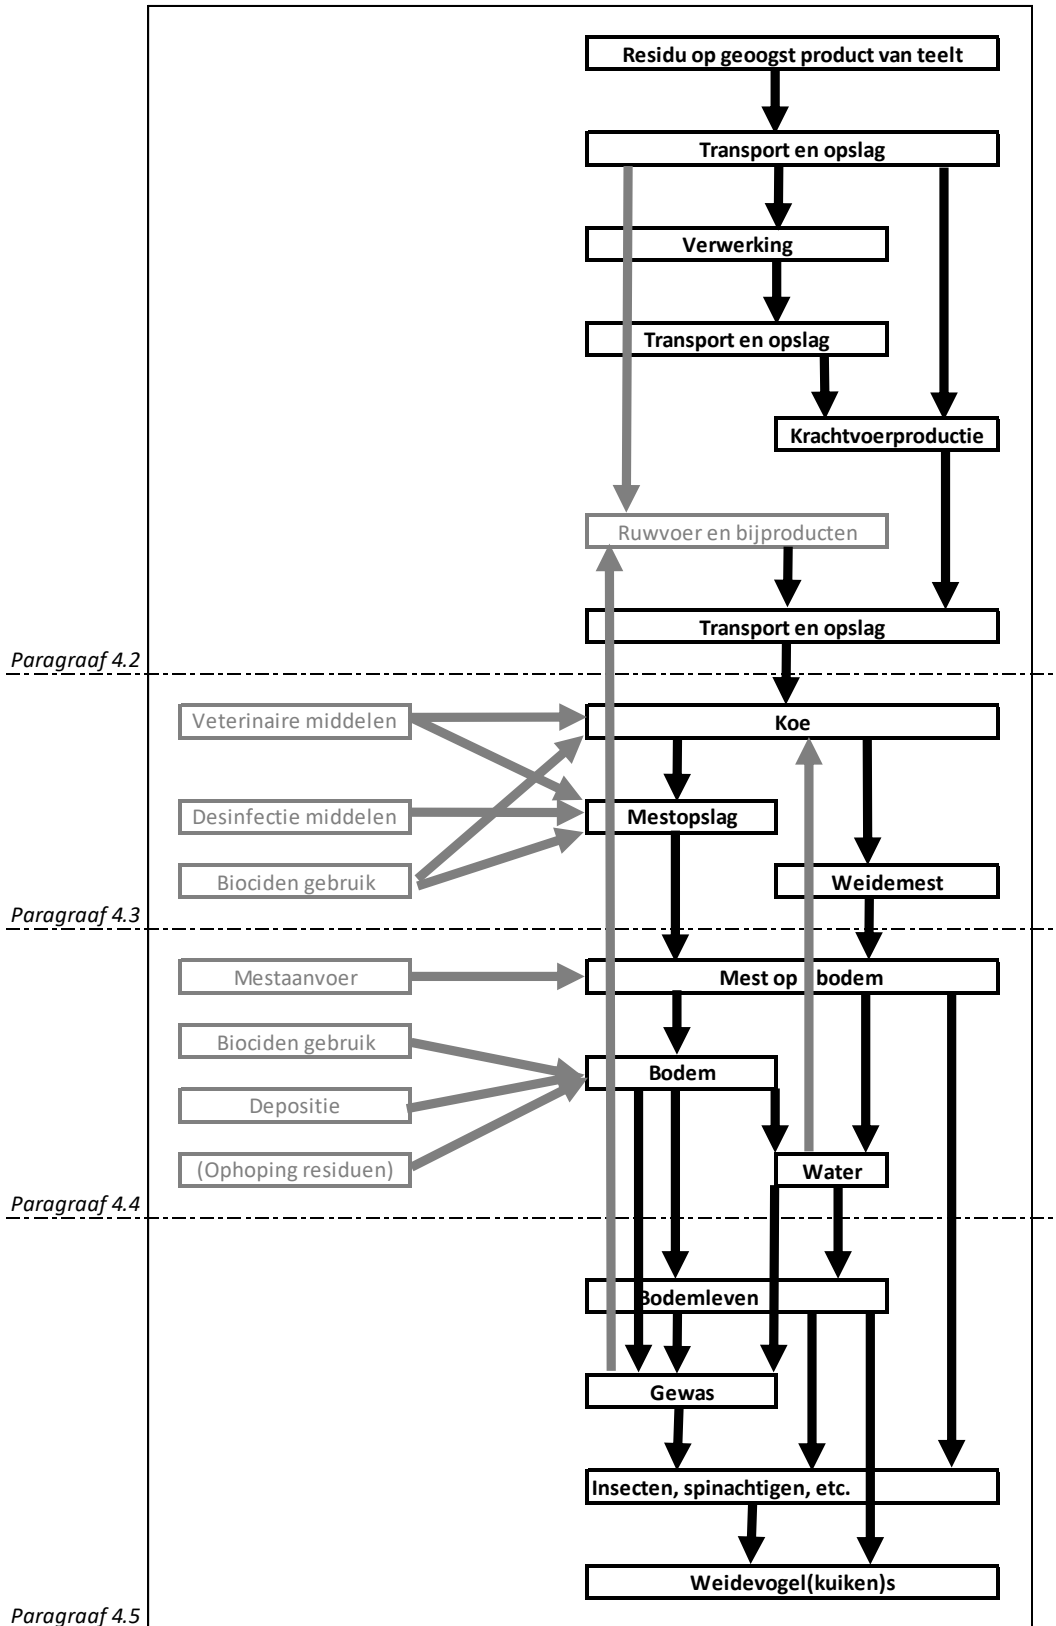 Residu op geoogst product van teelt
Transport en opslag
Verwerking
Transport en opslag
Krachtvoerproductie
Ruwvoer en bijproducten
Transport en opslag
Paragraaf 4.2
Veterinaire middelen
Koe
Desinfectie middelen
Mestopslag
Biociden gebruik
Weidemest
Paragraaf 4.3
Mestaanvoer
Mest op bodem
Biociden gebruik
Bodem
Depositie
(Ophoping residuen)
Water
Paragraaf 4.4
Bodemleven
Gewas
Insecten, spinachtigen, etc.
Weidevogel(kuiken)s
Paragraaf 4.5